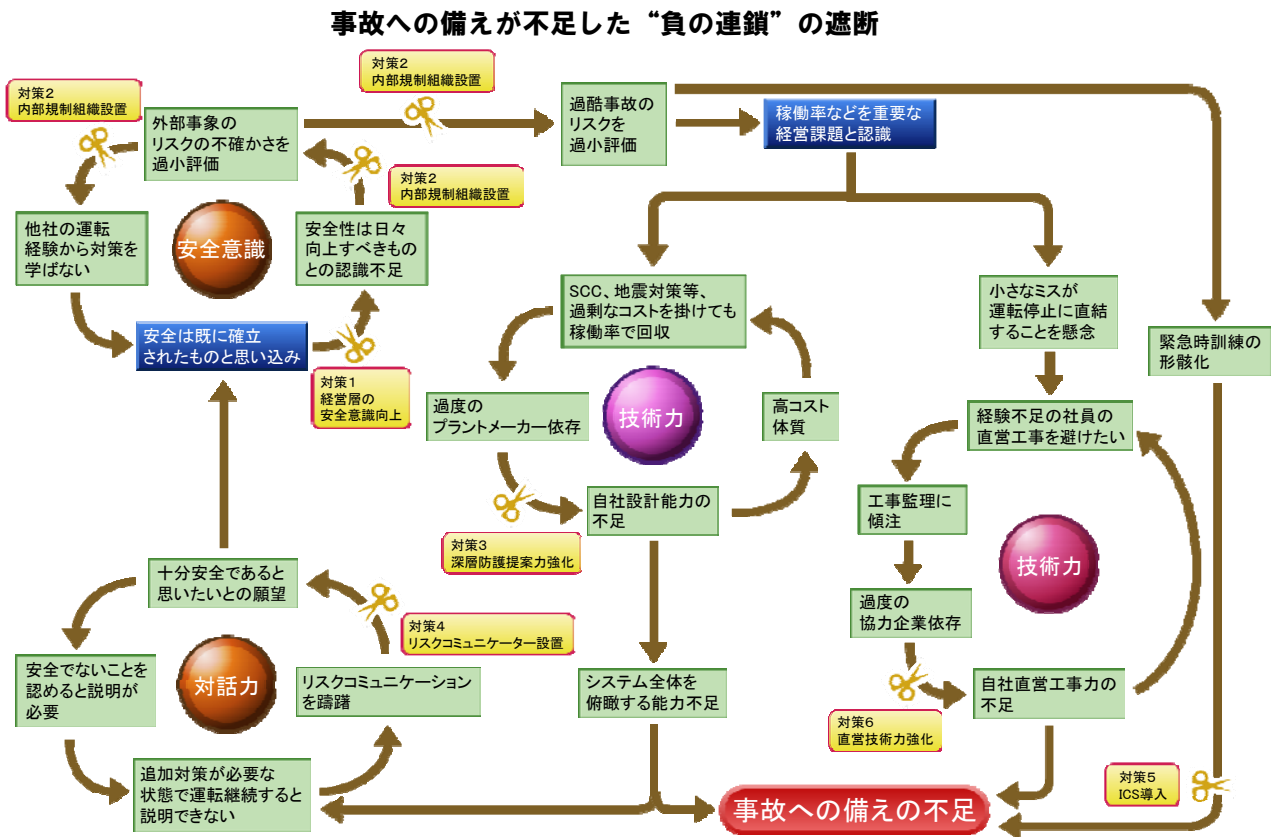 事故への備えが不足した“負の連鎖”の遮断
対策2
内部規制組織設置
対策2
内部規制組織設置
外部事象の
リスクの不確かさを
過小評価
過酷事故の
リスクを
過小評価
稼働率などを重要な
経営課題と認識
対策2
内部規制組織設置
他社の運転
経験から対策を
学ばない
安全意識
安全性は日々
向上すべきもの
との認識不足
安全は既に確立
されたものと思い込み
対策1
経営層の
安全意識向上
SCC、地震対策等、
過剰なコストを掛けても
稼働率で回収
小さなミスが
運転停止に直結
することを懸念
緊急時訓練の
形骸化
過度の
プラントメーカー依存
技術力
高コスト
体質
経験不足の社員の
直営工事を避けたい
自社設計能力の
不足
対策3
深層防護提案力強化
工事監理に
傾注
技術力
過度の
協力企業依存
十分安全であると
思いたいとの願望
対策4
リスクコミュニケーター設置
安全でないことを
認めると説明が
必要
対話力
リスクコミュニケーション
を躊躇
システム全体を
俯瞰する能力不足
自社直営工事力の
不足
対策6
直営技術力強化
追加対策が必要な
状態で運転継続すると
説明できない
事故への備えの不足
対策5
ICS導入